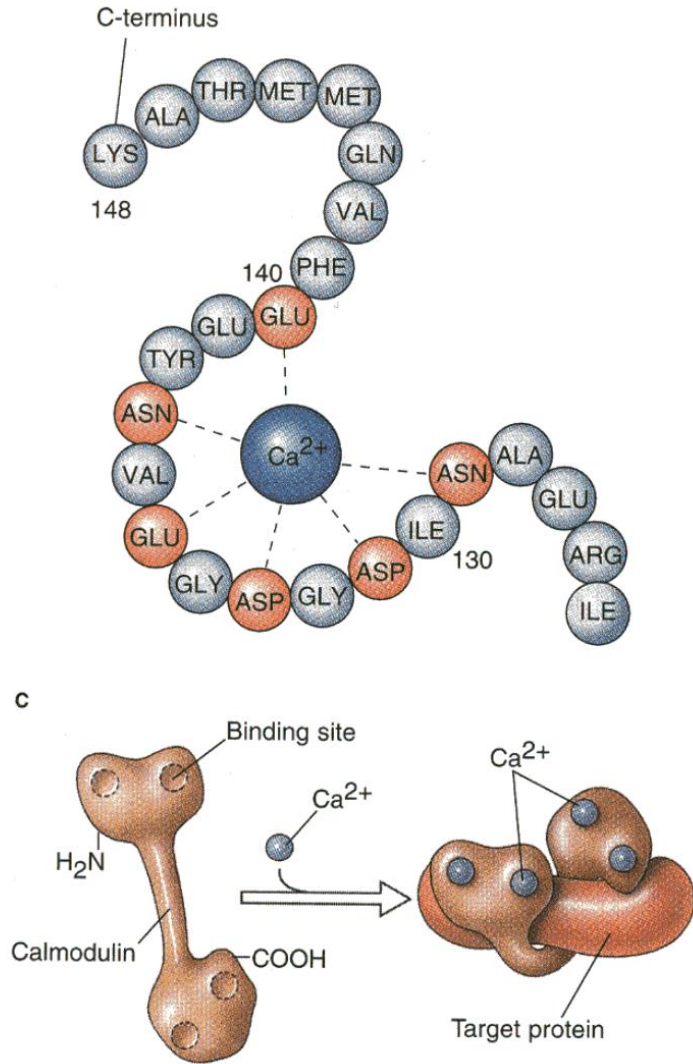 C-terminus
LYS
ALA
THR
MET
MET
GLN
VAL
PHE
148
140
GLU
GLU
TYR
ASN
VAL
GLU
GLY
ASP
GLY
ASP
ILE
130
ASN
ALA
GLU
ARG
ILE
Ca2+
c
Binding site
Ca2+
H2N
Calmodulin
COOH
Ca2+
Target protein